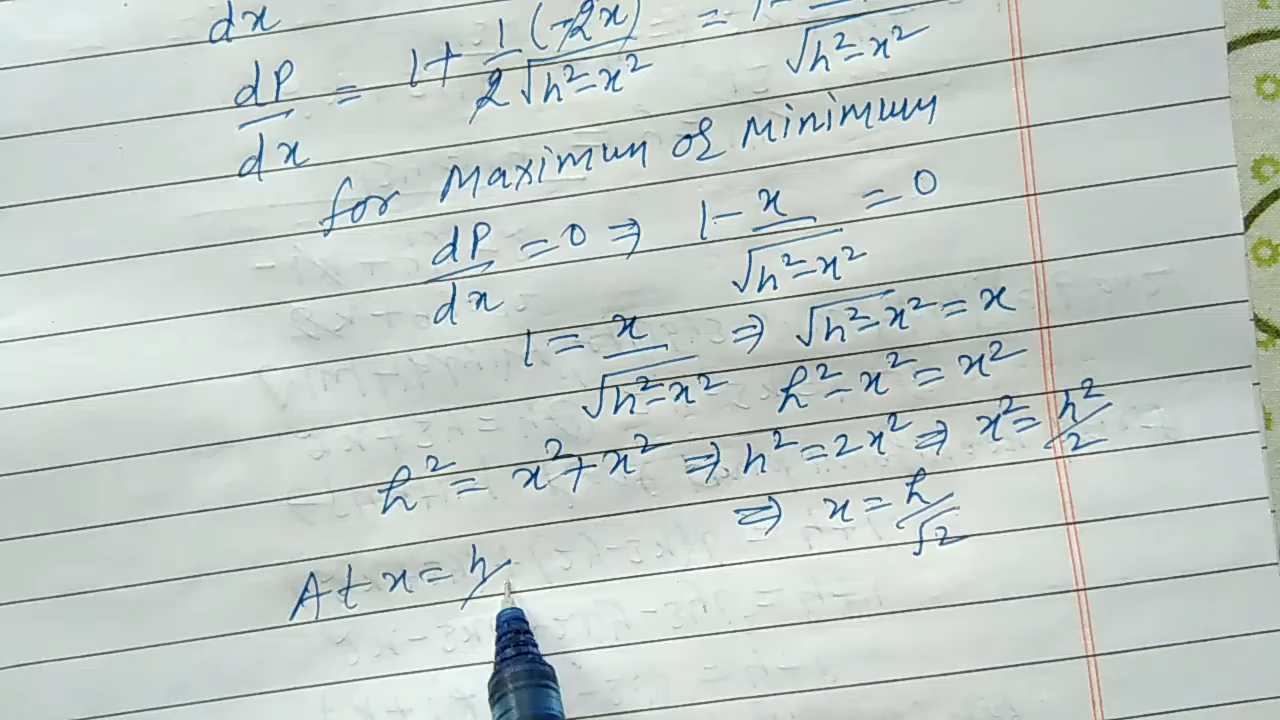 dx
dP/dx = 1 + 1(-2x)/2√h²-x² = 1- /√h²-x²
for Maximum or Minimum
dP/dx = 0 ⇒ 1 - x/√h²-x² = 0
1 = x/√h²-x² ⇒ √h²-x² = x
h²-x² = x²
h² = x²+x² ⇒ h² = 2x² ⇒ x² = h²/2
⇒ x = h/√2
At x = h/